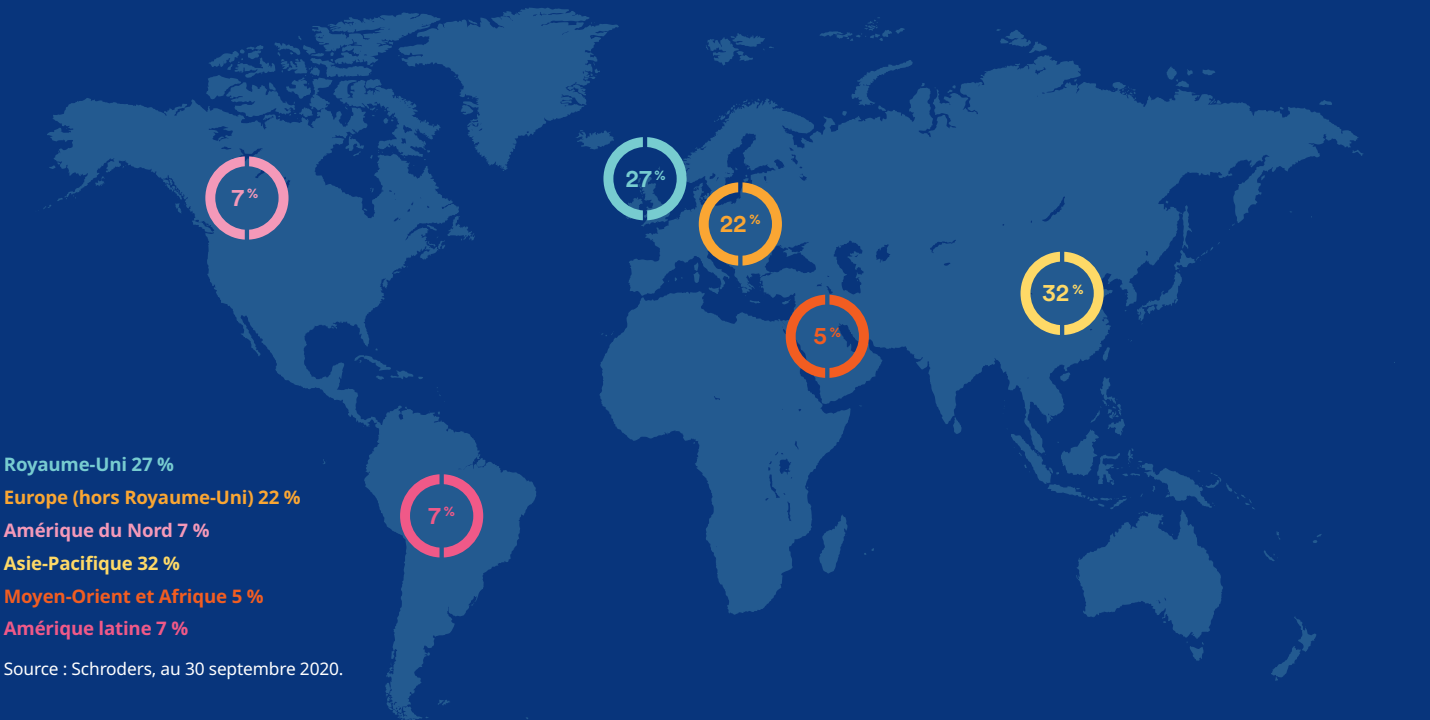 27 %
7 %
22 %
32 %
5 %
7 %
Royaume-Uni 27 %
Europe (hors Royaume-Uni) 22 %
Amérique du Nord 7 %
Asie-Pacifique 32 %
Moyen-Orient et Afrique 5 %
Amérique latine 7 %
Source : Schroders, au 30 septembre 2020.